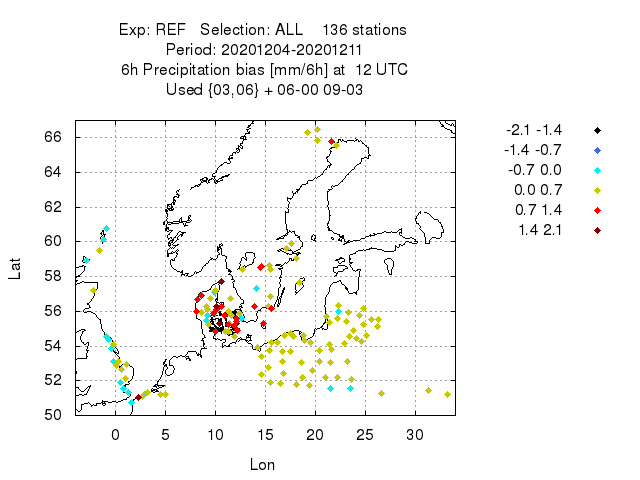 Exp: REF   Selection: ALL    136 stations
Period: 20201204-20201211
6h Precipitation bias [mm/6h] at  12 UTC
Used {03,06} + 06-00 09-03
-2.1 -1.4
-1.4 -0.7
-0.7 0.0
0.0 0.7
0.7 1.4
1.4 2.1
66
64
62
60
58
56
54
52
50
Lat
0 5 10 15 20 25 30
Lon